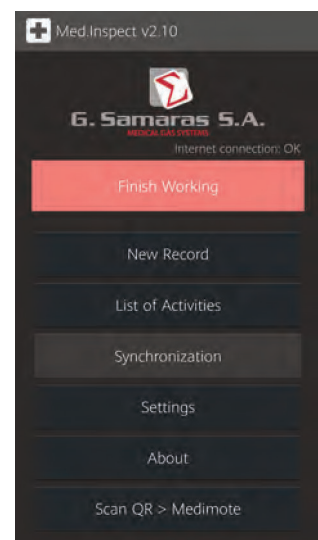 Med.Inspect v2.10
G. Samaras S.A.
MEDICAL GAS SYSTEMS
Internet connection: OK
Finish Working
New Record
List of Activities
Synchronization
Settings
About
Scan QR > Medimote